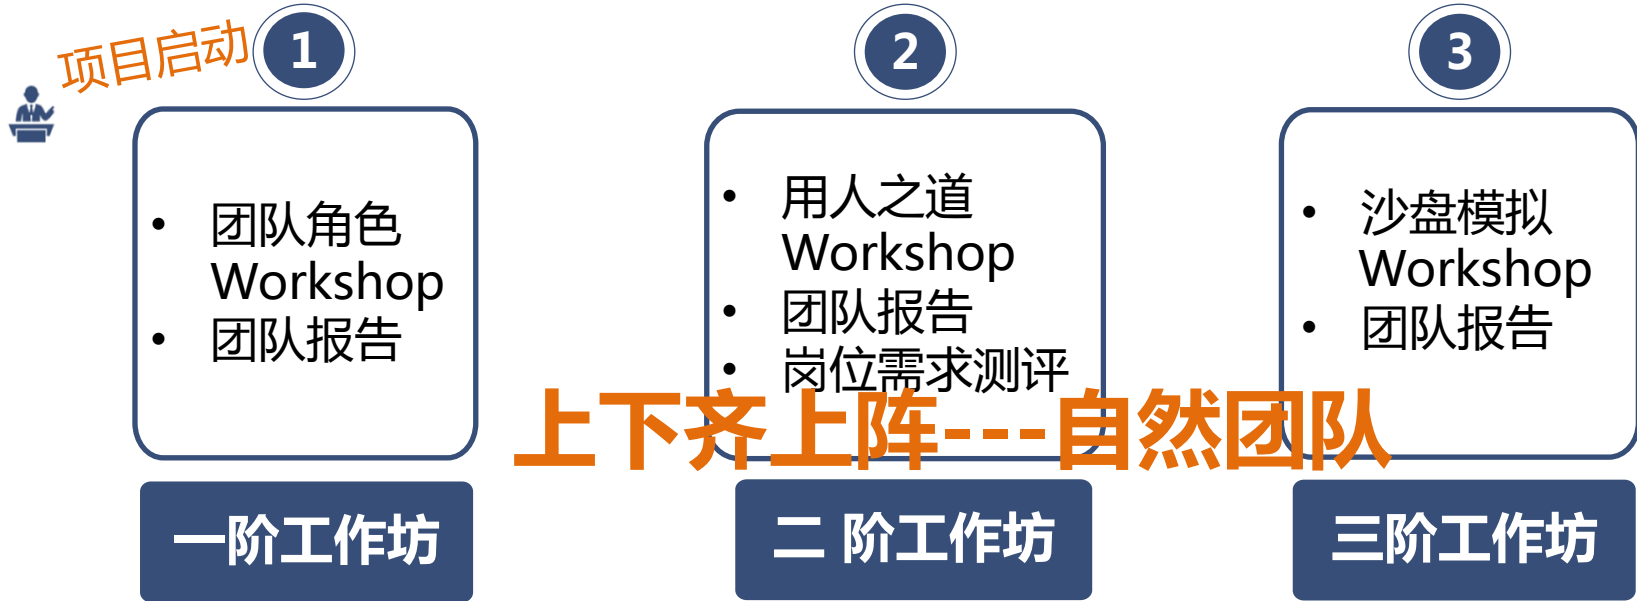 项目启动
1
团队角色
Workshop
团队报告
一阶工作坊
2
用人之道
Workshop
团队报告
岗位需求测评
二 阶工作坊
3
沙盘模拟
Workshop
团队报告
三阶工作坊
上下齐上阵---自然团队